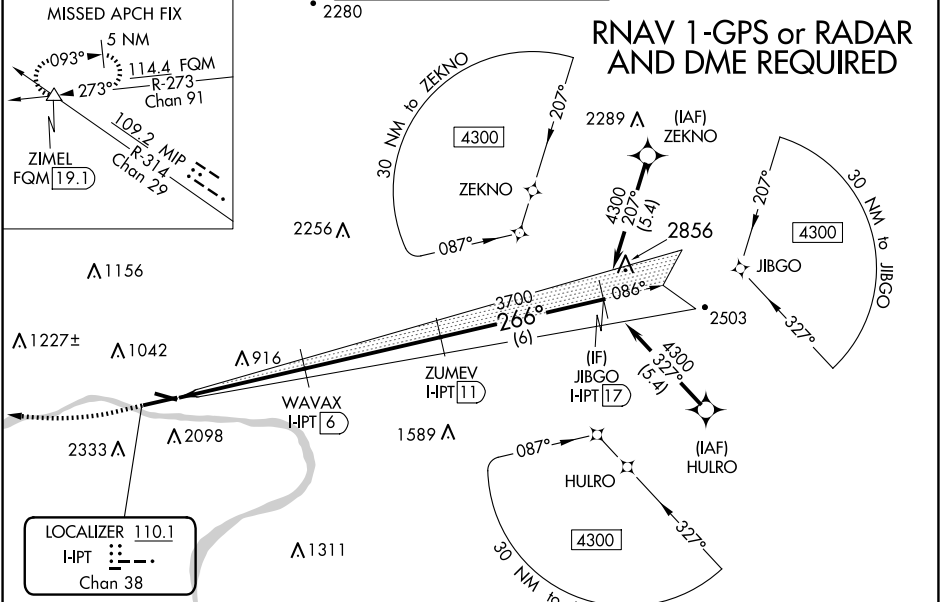 MISSED APCH FIX
5 NM
093°
273°
114.4 FQM
R-273
Chan 91
109.2 MIP
R-314
Chan 29
ZIMEL
FQM 19.1
2280
RNAV 1-GPS or RADAR
AND DME REQUIRED
30 NM to ZEKNO
4300
207°
ZEKNO
087°
2289
(IAF)
ZEKNO
4300
207°
(5.4)
2856
207°
30 NM to JIBGO
4300
JIBGO
327°
2256
1156
1227±
1042
916
3700
266°
(6)
086°
2503
WAVAX
I-IPT 6
ZUMEV
I-IPT 11
(IF)
JIBGO
I-IPT 17
4300
327°
(5.4)
(IAF)
HULRO
2333
2098
1589
087°
HULRO
327°
4300
30 NM to
LOCALIZER 110.1
I-IPT
Chan 38
1311